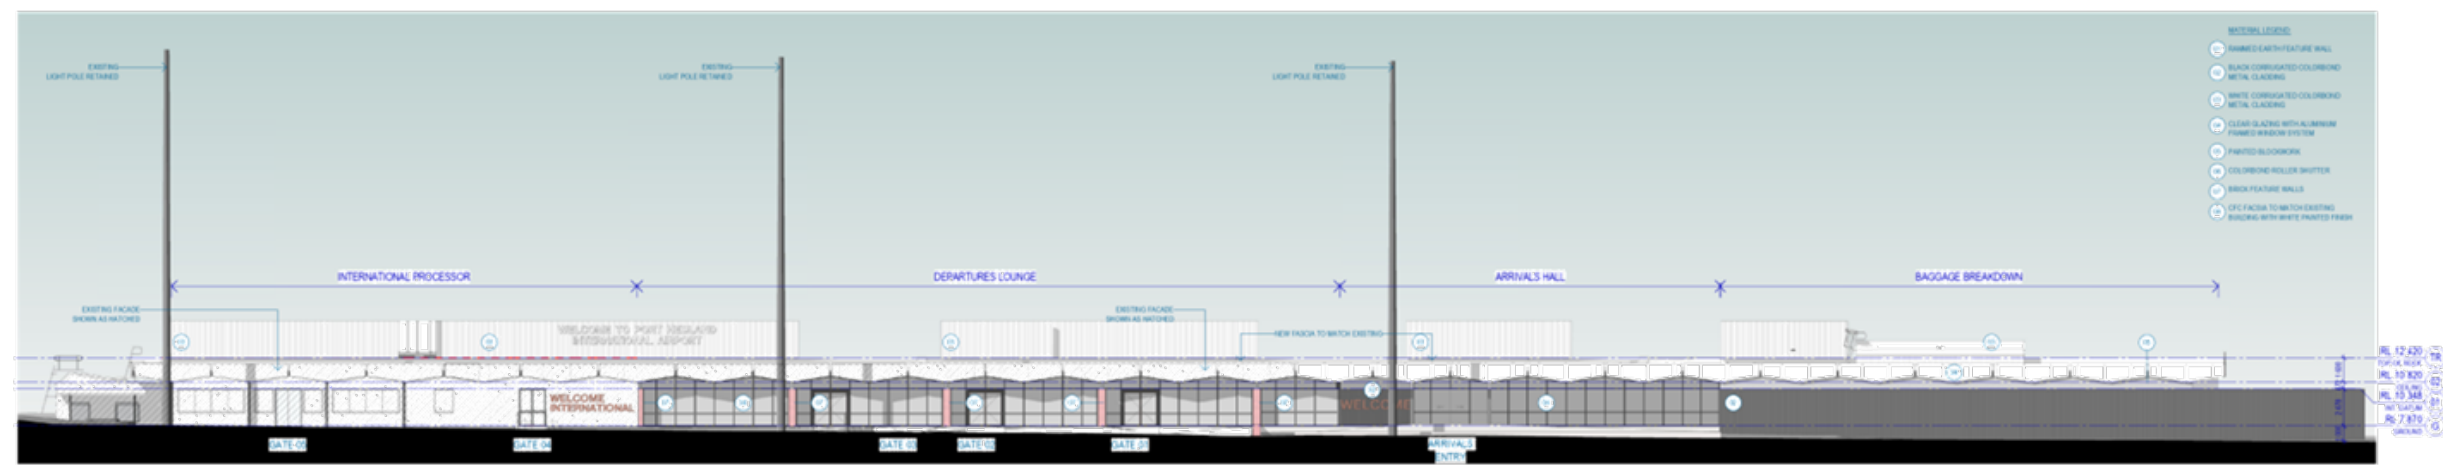 MATERIAL LEGEND:
RAMMED EARTH FEATURE WALL
BLACK CORRUGATED COLORBOND
METAL CLADDING
WHITE CORRUGATED COLORBOND
METAL CLADDING
CLEAR GLAZING WITH ALUMINIUM
FRAMED WINDOW SYSTEM
PAINTED BLOCKWORK
COLORBOND ROLLER SHUTTER
BRICK FEATURE WALLS
CFC FACSIA TO MATCH EXISTING
BUILDING WITH WHITE PAINTED FINISH
EXISTING
LIGHT POLE RETAINED
EXISTING
LIGHT POLE RETAINED
EXISTING
LIGHT POLE RETAINED
INTERNATIONAL PROCESSOR
DEPARTURES LOUNGE
ARRIVALS HALL
BAGGAGE BREAKDOWN
EXISTING FACADE
SHOWN AS HATCHED
EXISTING FACADE
SHOWN AS HATCHED
NEW FASCIA TO MATCH EXISTING
WELCOME TO PORT HEDLAND
INTERNATIONAL AIRPORT
RL 12.420
RL 10.820
CEILING
RL 10.348
RL 7.870
GROUND
WELCOME
INTERNATIONAL
WELCOME
GATE 05
GATE 04
GATE 03
GATE 02
GATE 01
ARRIVALS
ENTRY